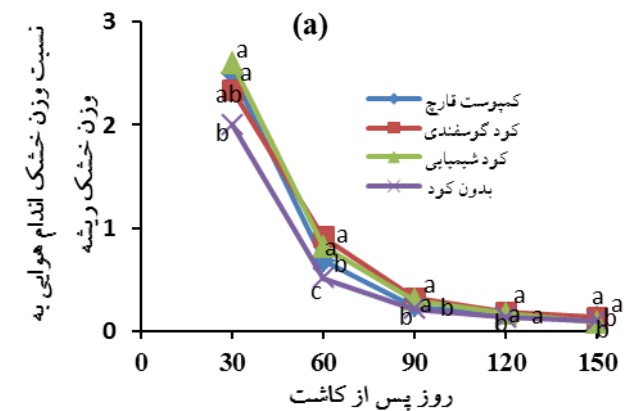 (a)
نسبت وزن خشک اندام هوایی به
وزن خشک ریشه
3
2
1
0
کمپوست قارچ
کود گوسفندی
کود شیمیایی
بدون کود
a
a
ab
b
a
a
b
c
a
a b
b
a
a a
b
a a
b
b
0 30 60 90 120 150
روز پس از کاشت